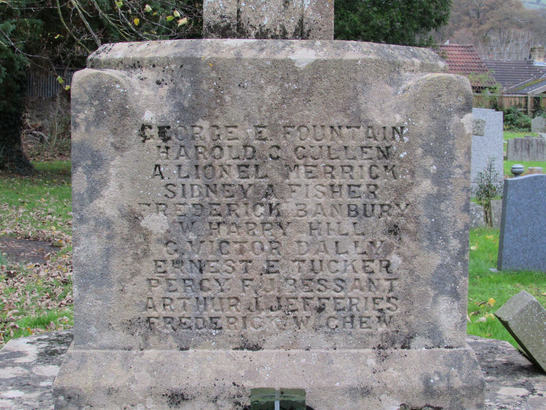 GEORGE E. FOUNTAIN
HAROLD C. CULLEN
A. LIONEL MERRICK
SIDNEY A. FISHER
FREDERICK BANBURY
W. HARRY HILL
C. VICTOR DALLY
ERNEST E. TUCKER
PERCY F. J. BESSANT
ARTHUR J. JEFFERIES
FREDERICK W. CHEW